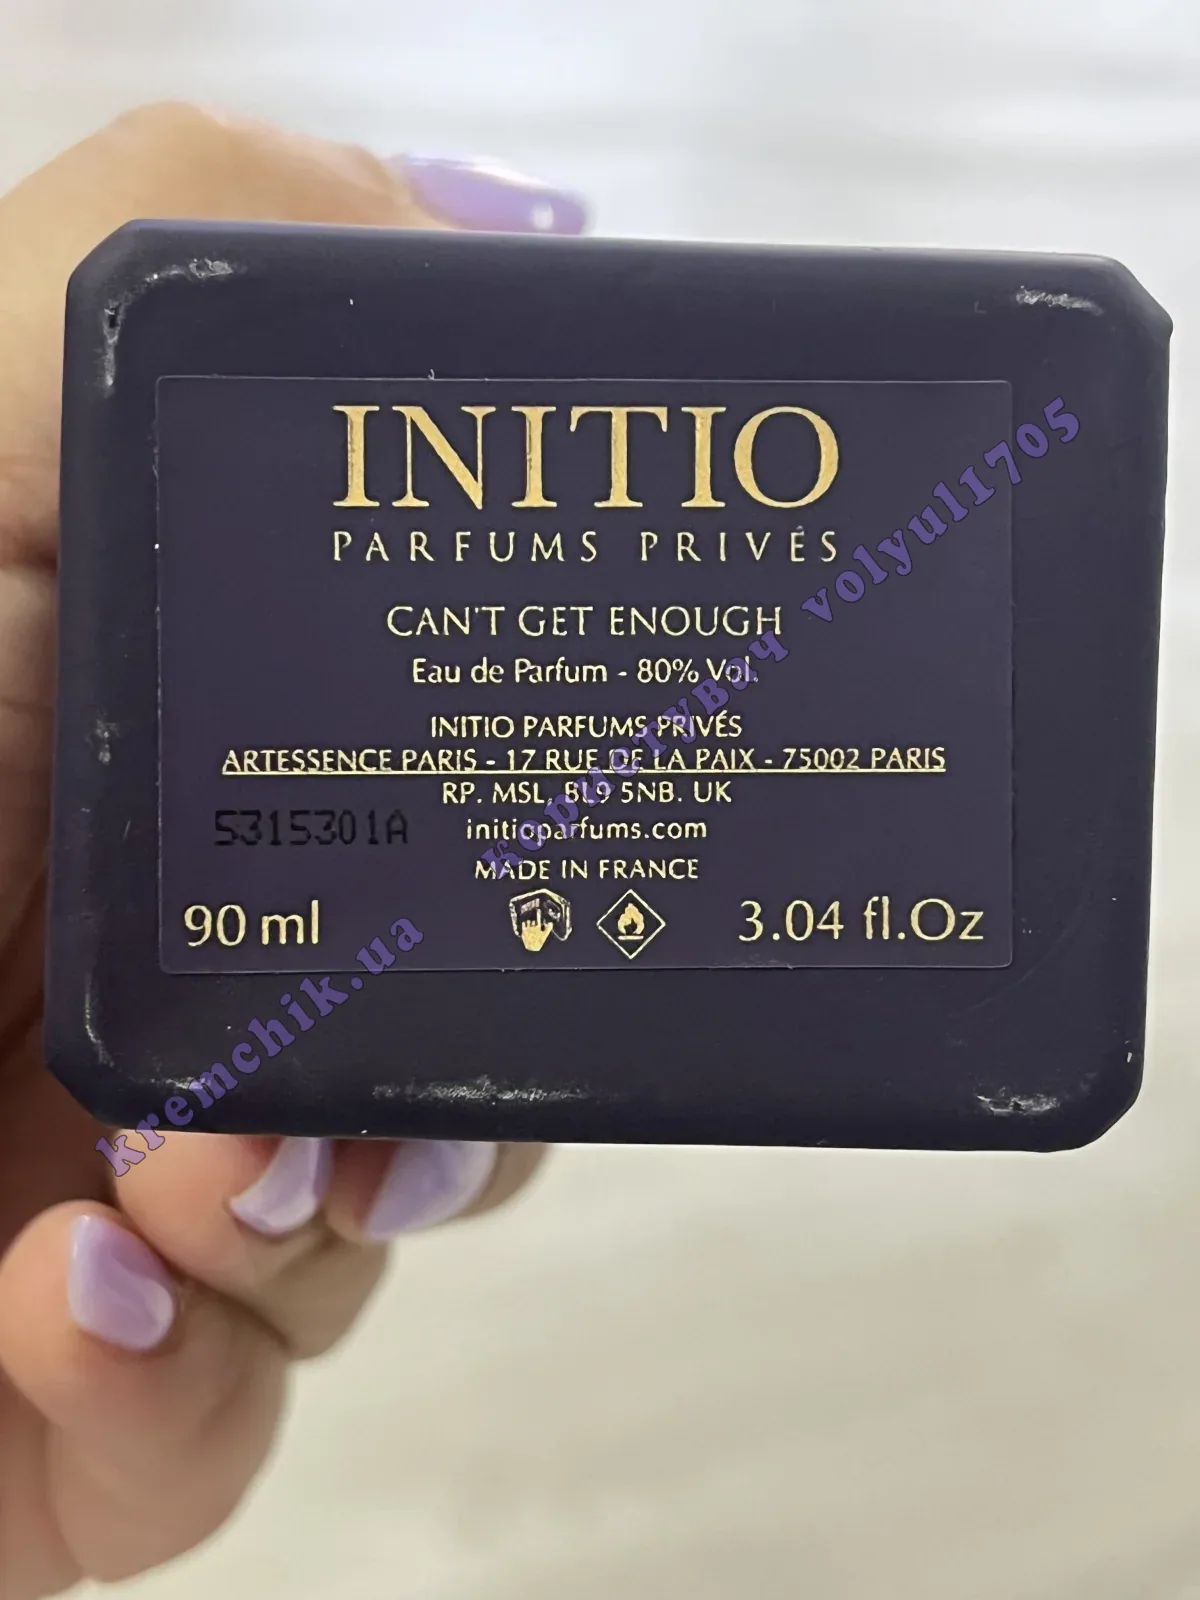 INITIO
PARFUMS PRIVÉS
CAN'T GET ENOUGH
Eau de Parfum - 80% Vol.
INITIO PARFUMS PRIVÉS
ARTESSENCE PARIS - 17 RUE DE LA PAIX - 75002 PARIS
RP. MSL, BL9 5NB. UK
5315301A
initioparfums.com
MADE IN FRANCE
90 ml
3.04 fl.Oz
kremchik.ua
користувач volyul1705